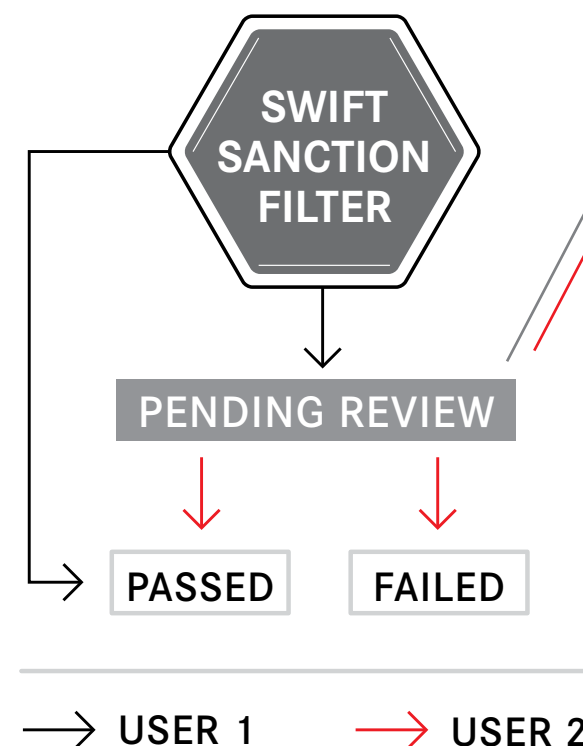 SWIFT
SANCTION
FILTER
PENDING REVIEW
PASSED
FAILED
USER 1
USER 2